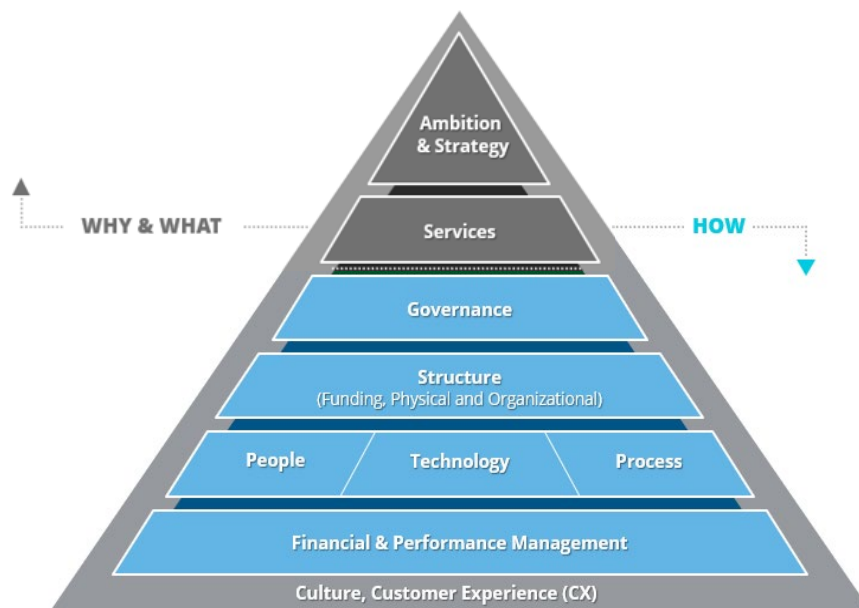 Ambition
& Strategy
WHY & WHAT
Services
HOW
Governance
Structure
(Funding, Physical and Organizational)
People
Technology
Process
Financial & Performance Management
Culture, Customer Experience (CX)